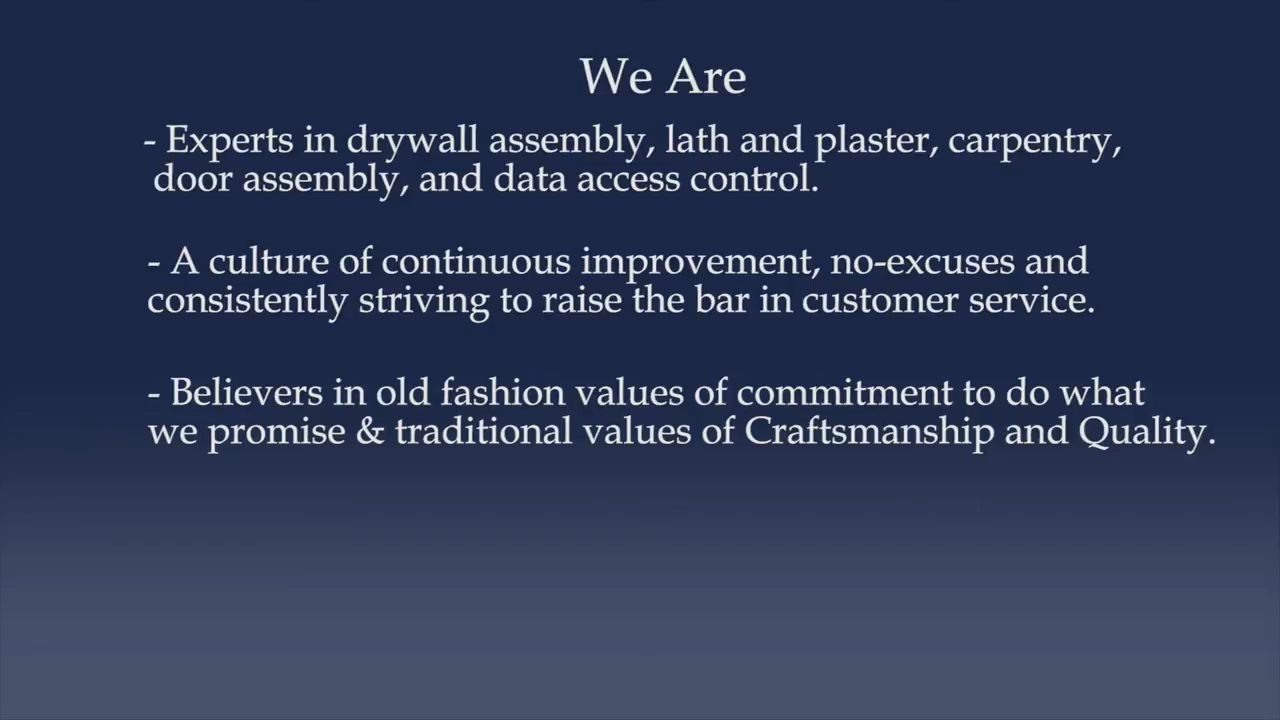 We Are
- Experts in drywall assembly, lath and plaster, carpentry,
door assembly, and data access control.
- A culture of continuous improvement, no-excuses and
consistently striving to raise the bar in customer service.
- Believers in old fashion values of commitment to do what
we promise & traditional values of Craftsmanship and Quality.